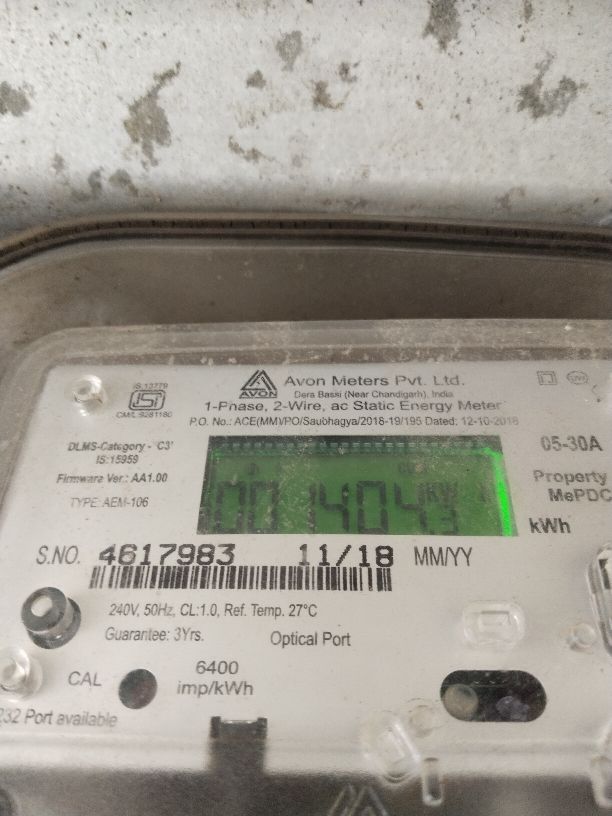 IS:13779
ISI
CM/L:9281180
AVON
Avon Meters Pvt. Ltd.
Dera Bassi (Near Chandigarh), India
1-Phase, 2-Wire, ac Static Energy Meter
P.O. No.: ACE(MM)/PO/Saubhagya/2018-19/195 Dated: 12-10-2018
DLMS-Category - 'C3'
IS:15959
Firmware Ver.: AA1.00
TYPE: AEM-106
05-30A
Property
MePDC
001404.3
kWh
S.NO. 4617983 11/18 MM/YY
240V, 50Hz, CL:1.0, Ref. Temp. 27°C
Guarantee: 3Yrs. Optical Port
CAL
6400
imp/kWh
232 Port available